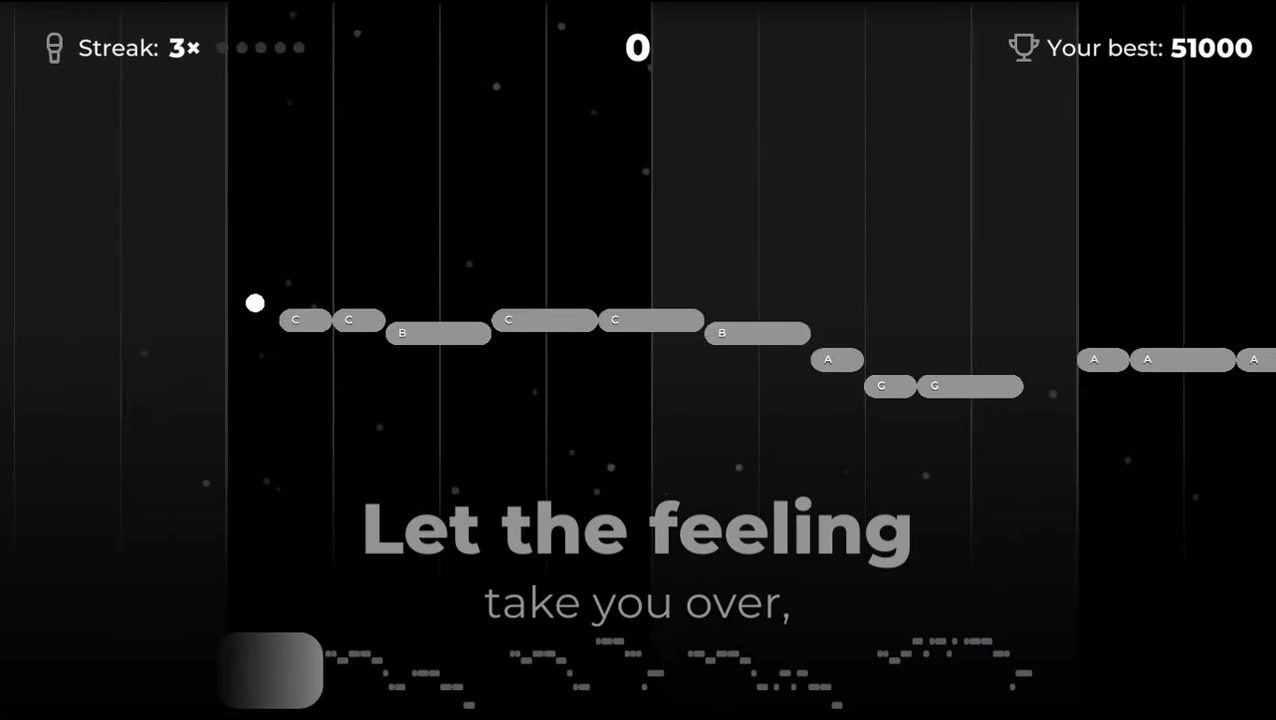 Streak: 3×
0
Your best: 51000
C C B C C B A G G A A A
Let the feeling
take you over,